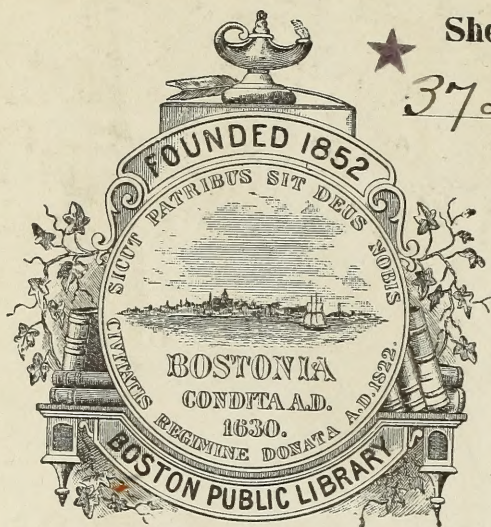 She
37
FOUNDED 1852
SICUT PATRIBUS SIT DEUS NOBIS
CIVITATIS REGIMINE DONATA A.D. 1822.
BOSTONIA
CONDITA A.D.
1630.
BOSTON PUBLIC LIBRARY